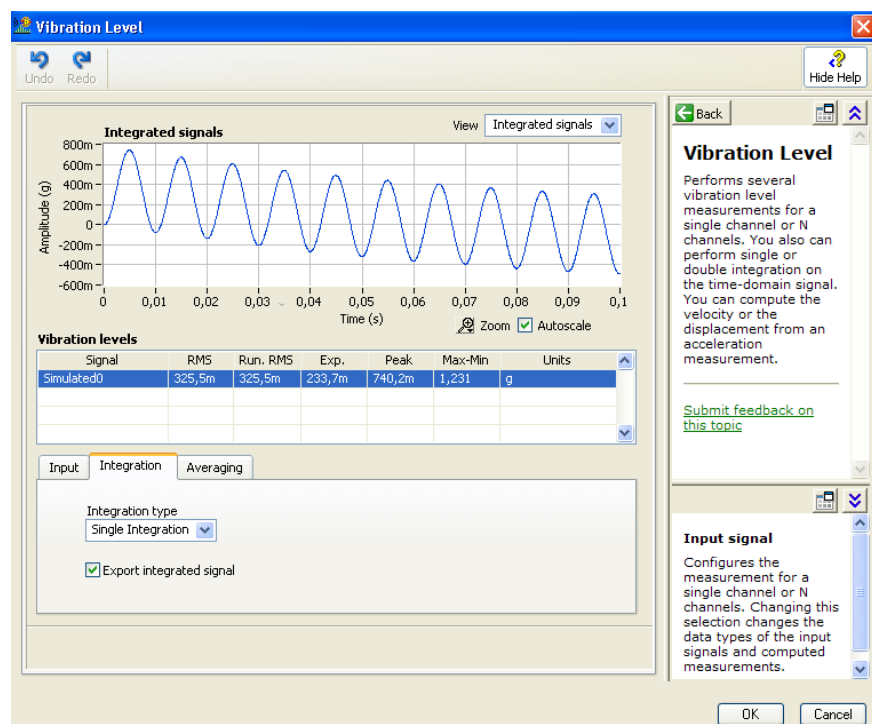 Vibration Level
Undo Redo
Hide Help
Integrated signals
View Integrated signals
Amplitude (g)
800m
600m
400m
200m
0
-200m
-400m
-600m
0 0,01 0,02 0,03 0,04 0,05 0,06 0,07 0,08 0,09 0,1
Time (s)
Zoom Autoscale
Vibration levels
Signal RMS Run. RMS Exp. Peak Max-Min Units
Simulated0 325,5m 325,5m 233,7m 740,2m 1,231 g
Input Integration Averaging
Integration type
Single Integration
Export integrated signal
Back
Vibration Level
Performs several
vibration level
measurements for a
single channel or N
channels. You also can
perform single or
double integration on
the time-domain signal.
You can compute the
velocity or the
displacement from an
acceleration
measurement.
Submit feedback on
this topic
Input signal
Configures the
measurement for a
single channel or N
channels. Changing this
selection changes the
data types of the input
signals and computed
measurements.
OK Cancel